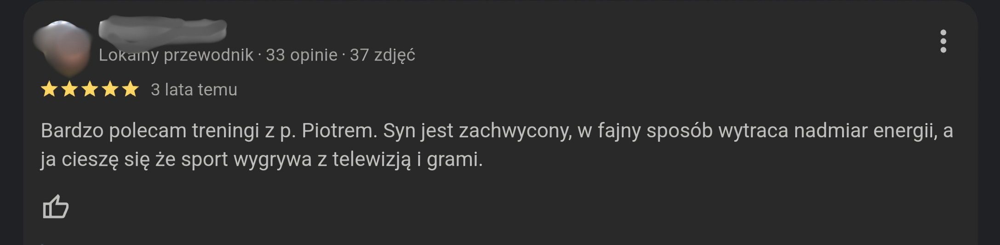 Lokalny przewodnik · 33 opinie · 37 zdjęć
3 lata temu
Bardzo polecam treningi z p. Piotrem. Syn jest zachwycony, w fajny sposób wytraca nadmiar energii, a
ja cieszę się że sport wygrywa z telewizją i grami.